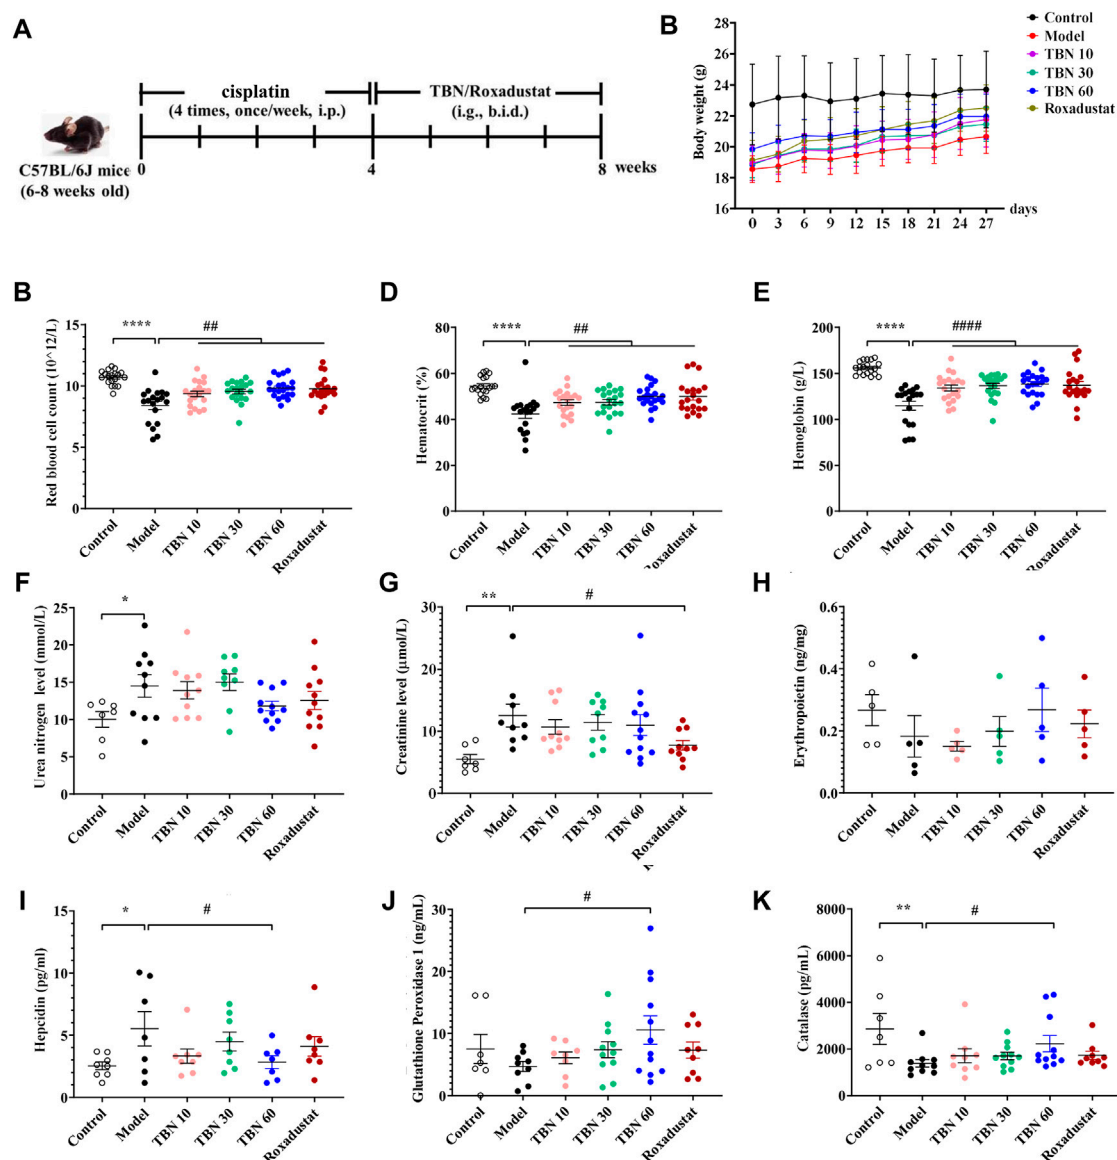 A
cisplatin
(4 times, once/week, i.p.)
TBN/Roxadustat
(i.g., b.i.d.)
C57BL/6J mice
(6-8 weeks old)
0
4
8
weeks
B
Body weight (g)
28
26
24
22
20
18
16
0 3 6 9 12 15 18 21 24 27
days
Control
Model
TBN 10
TBN 30
TBN 60
Roxadustat
B
Red blood cell count (10^12/L)
15
10
5
0
****
##
Control
Model
TBN 10
TBN 30
TBN 60
Roxadustat
D
Hematocrit (%)
80
60
40
20
0
****
##
Control
Model
TBN 10
TBN 30
TBN 60
Roxadustat
E
Hemoglobin (g/L)
200
150
100
50
0
****
####
Control
Model
TBN 10
TBN 30
TBN 60
Roxadustat
F
Urea nitrogen level (mmol/L)
25
20
15
10
5
0
*
Control
Model
TBN 10
TBN 30
TBN 60
Roxadustat
G
Creatinine level (μmol/L)
30
20
10
0
**
#
Control
Model
TBN 10
TBN 30
TBN 60
Roxadustat
H
Erythropoetin (ng/mg)
0.6
0.4
0.2
0.0
Control
Model
TBN 10
TBN 30
TBN 60
Roxadustat
I
Hepcidin (pg/ml)
15
10
5
0
*
#
Control
Model
TBN 10
TBN 30
TBN 60
Roxadustat
J
Glutathione Peroxidase 1 (ng/mL)
30
20
10
0
#
Control
Model
TBN 10
TBN 30
TBN 60
Roxadustat
K
Catalase (pg/mL)
8000
6000
4000
2000
0
**
#
Control
Model
TBN 10
TBN 30
TBN 60
Roxadustat